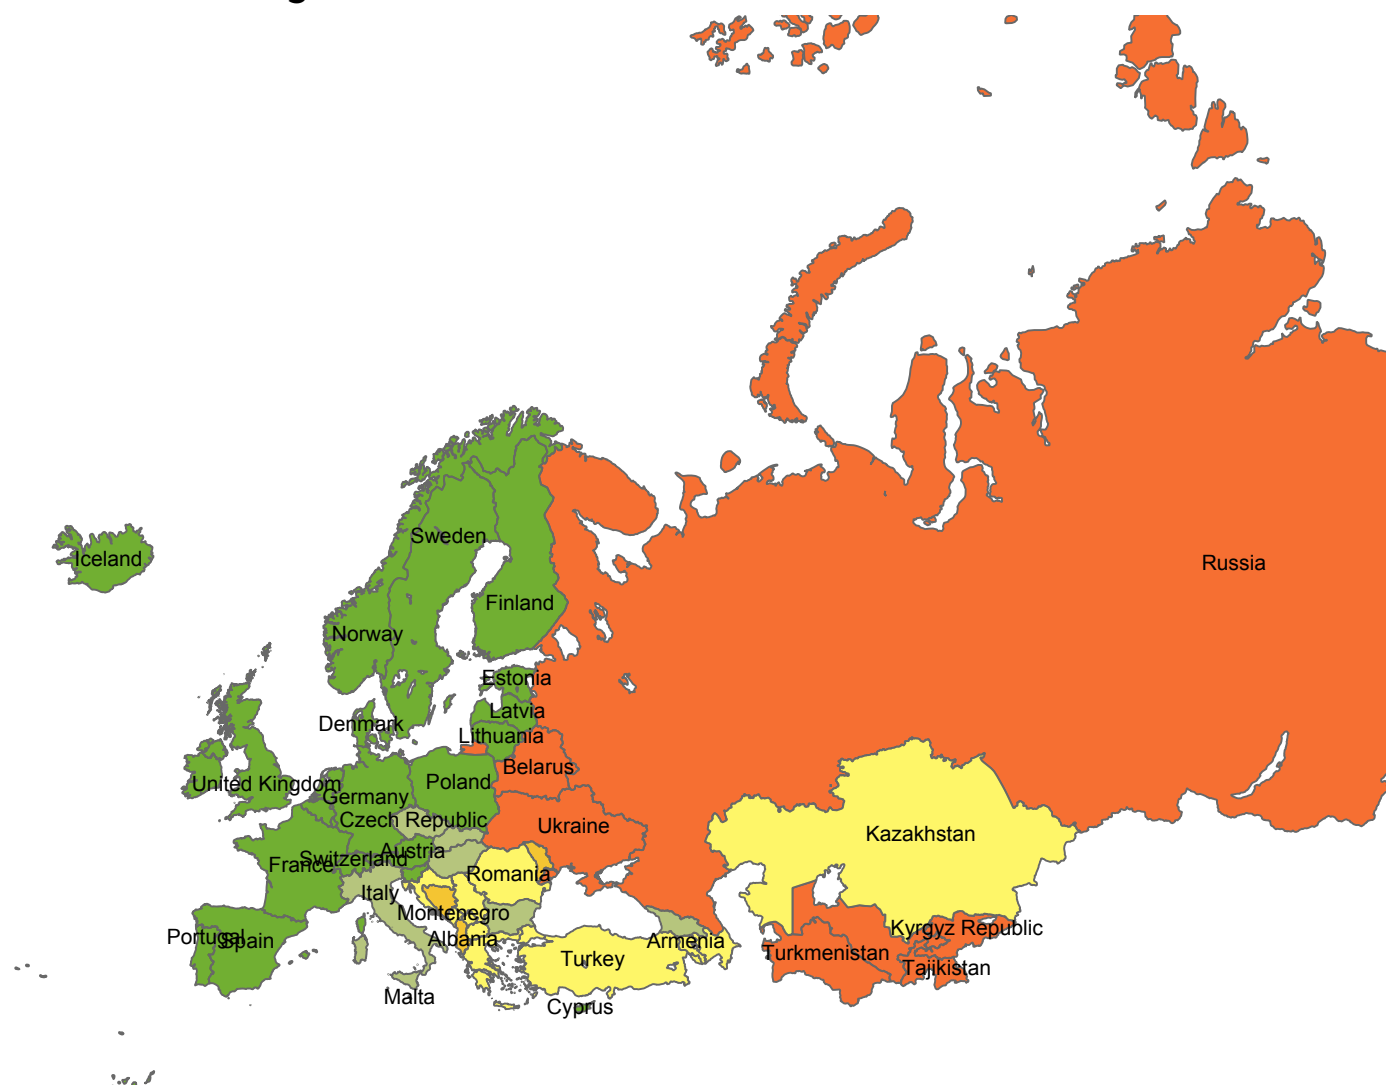 Iceland
Sweden
Russia
Finland
Norway
Estonia
Latvia
Denmark
Lithuania
Belarus
Poland
United Kingdom
Germany
Czech Republic
Ukraine
Kazakhstan
Austria
Switzerland
France
Romania
Italy
Montenegro
Kyrgyz Republic
Portugal
Spain
Albania
Armenia
Turkmenistan
Turkey
Tajikistan
Malta
Cyprus